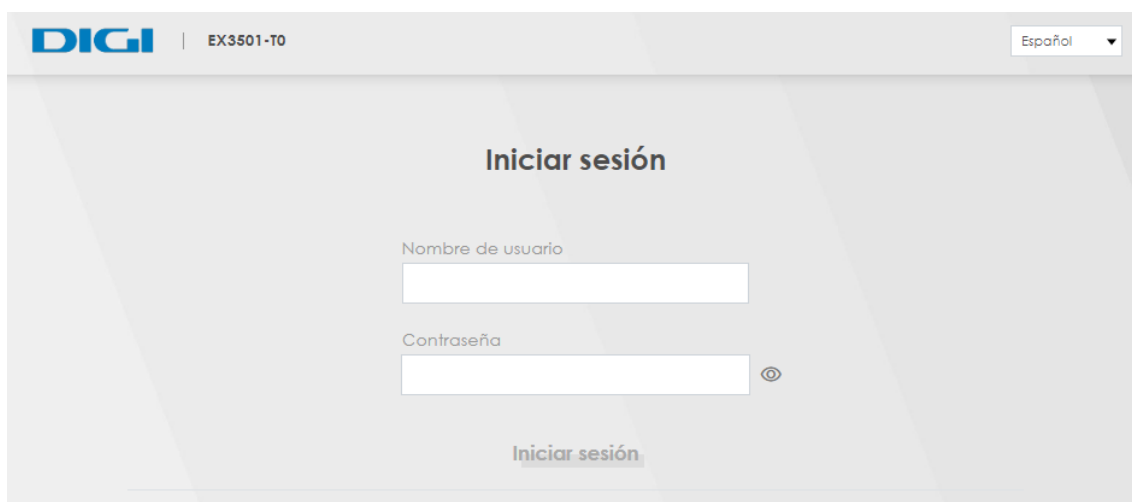 DIGI | EX3501-T0
Español
Iniciar sesión
Nombre de usuario
Contraseña
Iniciar sesión